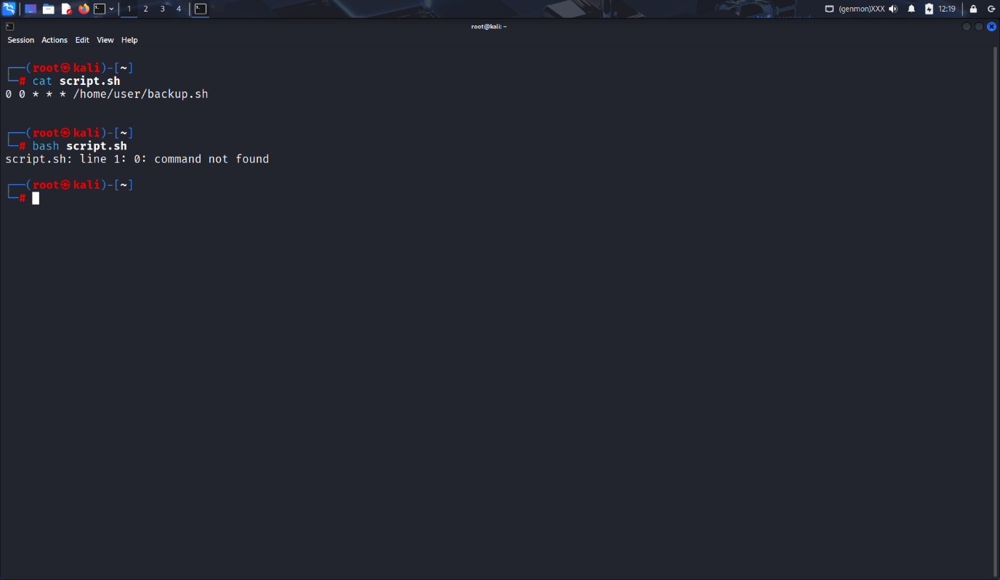 1 2 3 4 (genmon)XXX 12:19
root@kali: ~
Session Actions Edit View Help
┌──(root㉿kali)-[~]
└─# cat script.sh
0 0 * * * /home/user/backup.sh
┌──(root㉿kali)-[~]
└─# bash script.sh
script.sh: line 1: 0: command not found
┌──(root㉿kali)-[~]
└─#